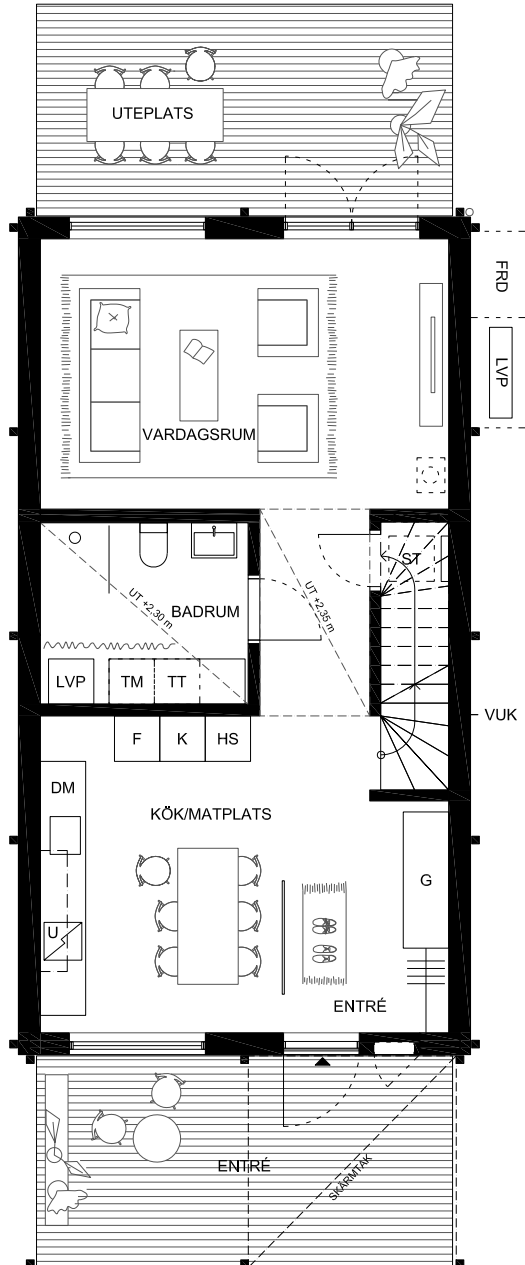 UTEPLATS
FRD
LVP
VARDAGSRUM
UT +2,35 m
ST
UT +2,30 m
BADRUM
LVP
TM
TT
VUK
F
K
HS
DM
KÖK/MATPLATS
G
U
ENTRÉ
ENTRÉ
SKÄRMTAK